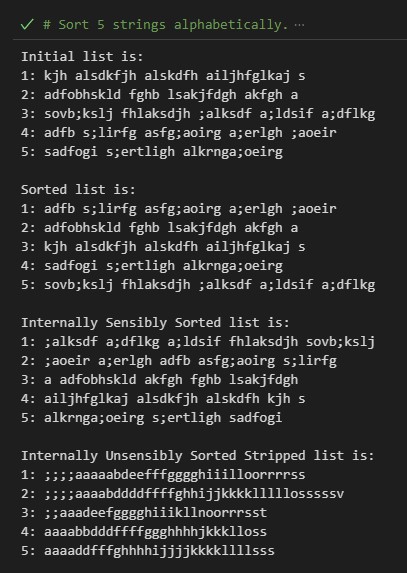 # Sort 5 strings alphabetically. ...
Initial list is:
1: kjh alsdkfjh alskdfh ailjhfglkaj s
2: adfobhskld fghb lsakjfdgh akfgh a
3: sovb;kslj fhlaksdjh ;alksdf a;ldsif a;dflkg
4: adfb s;lirfg asfg;aoirg a;erlgh ;aoeir
5: sadfogi s;ertligh alkrnga;oeirg
Sorted list is:
1: adfb s;lirfg asfg;aoirg a;erlgh ;aoeir
2: adfobhskld fghb lsakjfdgh akfgh a
3: kjh alsdkfjh alskdfh ailjhfglkaj s
4: sadfogi s;ertligh alkrnga;oeirg
5: sovb;kslj fhlaksdjh ;alksdf a;ldsif a;dflkg
Internally Sensibly Sorted list is:
1: ;alksdf a;dflkg a;ldsif fhlaksdjh sovb;kslj
2: ;aoeir a;erlgh adfb asfg;aoirg s;lirfg
3: a adfobhskld akfgh fghb lsakjfdgh
4: ailjhfglkaj alsdkfjh alskdfh kjh s
5: alkrnga;oeirg s;ertligh sadfogi
Internally Unsensibly Sorted Stripped list is:
1: ;;;;aaaaabdeefffgggghiiilloorrrrss
2: ;;;;aaaabddddffffghhijjkkkklllllosssssv
3: ;;aaadeefgggghiiikllnoorrrsst
4: aaaabbdddffffggghhhhjkkklloss
5: aaaaddfffghhhhijjjjkkkkllllsss